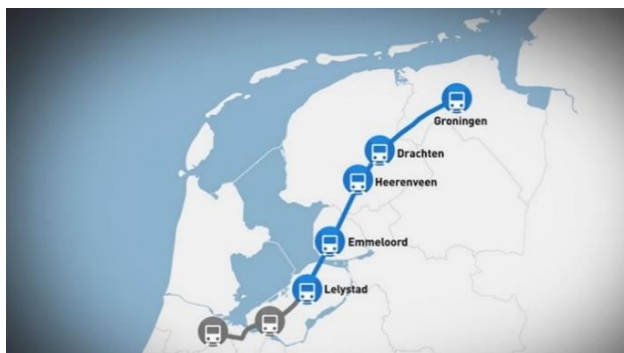 Groningen
Drachten
Heerenveen
Emmeloord
Lelystad